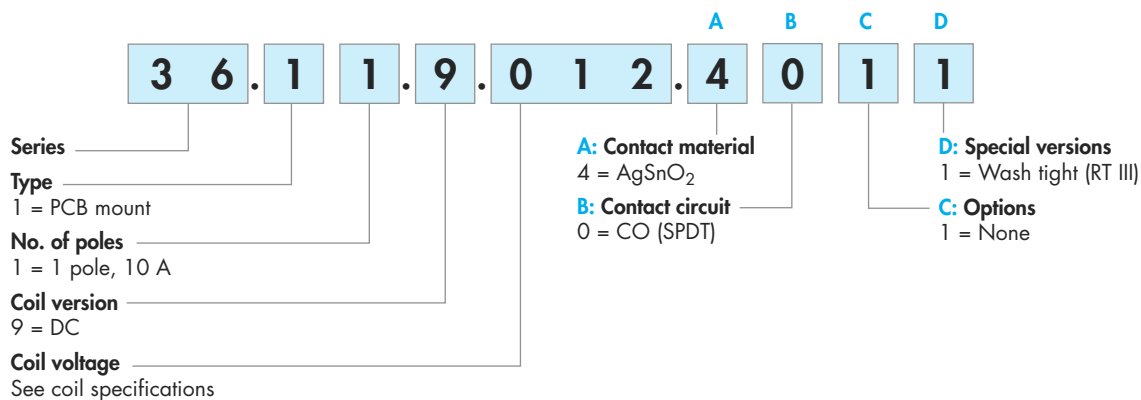 A B C D
3 6 . 1 1 . 9 . 0 1 2 . 4 0 1 1
Series
Type
1 = PCB mount
No. of poles
1 = 1 pole, 10 A
Coil version
9 = DC
Coil voltage
See coil specifications
A: Contact material
4 = AgSnO₂
B: Contact circuit
0 = CO (SPDT)
D: Special versions
1 = Wash tight (RT III)
C: Options
1 = None